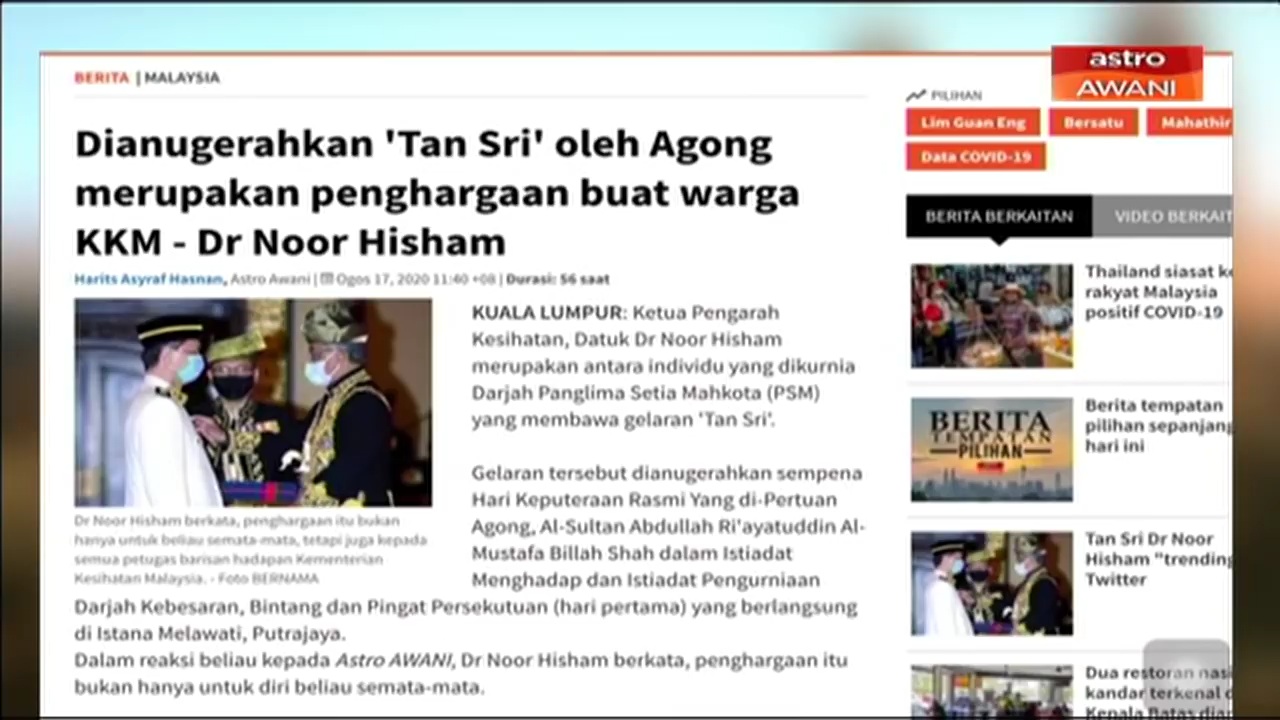 astro
AWANI
BERITA | MALAYSIA
Dianugerahkan 'Tan Sri' oleh Agong
merupakan penghargaan buat warga
KKM - Dr Noor Hisham
Harits Asyraf Hasnan, Astro Awani | Ogos 17, 2020 11:40 +08 | Durasi: 56 saat
KUALA LUMPUR: Ketua Pengarah
Kesihatan, Datuk Dr Noor Hisham
merupakan antara individu yang dikurnia
Darjah Panglima Setia Mahkota (PSM)
yang membawa gelaran 'Tan Sri'.
Gelaran tersebut dianugerahkan sempena
Hari Keputeraan Rasmi Yang di-Pertuan
Agong, Al-Sultan Abdullah Ri'ayatuddin Al-
Mustafa Billah Shah dalam Istiadat
Menghadap dan Istiadat Pengurniaan
Darjah Kebesaran, Bintang dan Pingat Persekutuan (hari pertama) yang berlangsung
di Istana Melawati, Putrajaya.
Dalam reaksi beliau kepada Astro AWANI, Dr Noor Hisham berkata, penghargaan itu
bukan hanya untuk diri beliau semata-mata.
Dr Noor Hisham berkata, penghargaan itu bukan
hanya untuk beliau semata-mata, tetapi juga kepada
semua petugas barisan hadapan Kementerian
Kesihatan Malaysia. - Foto BERNAMA
PILIHAN
Lim Guan Eng
Bersatu
Mahathir
Data COVID-19
BERITA BERKAITAN
VIDEO BERKAIT
Thailand siasat k
rakyat Malaysia
positif COVID-19
BERITA
TEMPATAN
PILIHAN
Berita tempatan
pilihan sepanjang
hari ini
Tan Sri Dr Noor
Hisham "trending
Twitter
Dua restoran nasi
kandar terkenal d
Kepala Batas diar